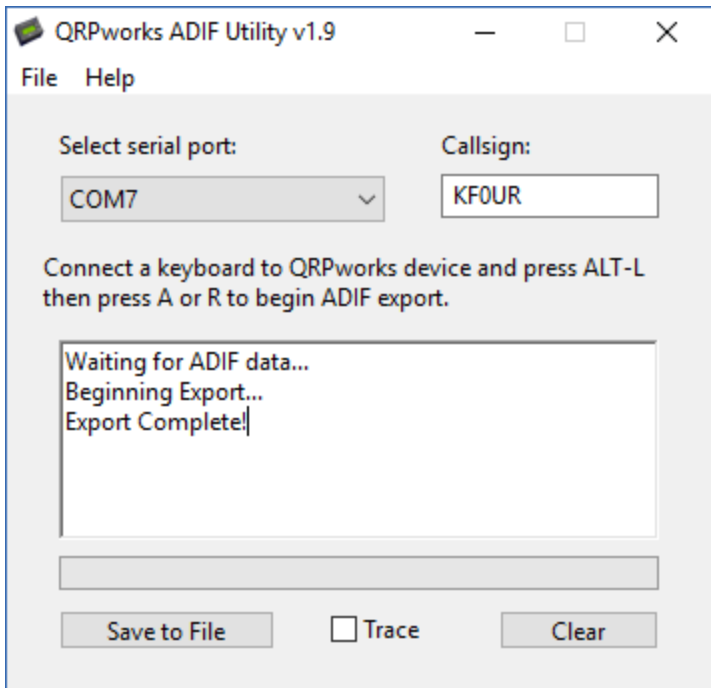 QRPworks ADIF Utility v1.9
File Help
Select serial port: Callsign:
COM7 KF0UR
Connect a keyboard to QRPworks device and press ALT-L
then press A or R to begin ADIF export.
Waiting for ADIF data...
Beginning Export...
Export Complete!
Save to File Trace Clear